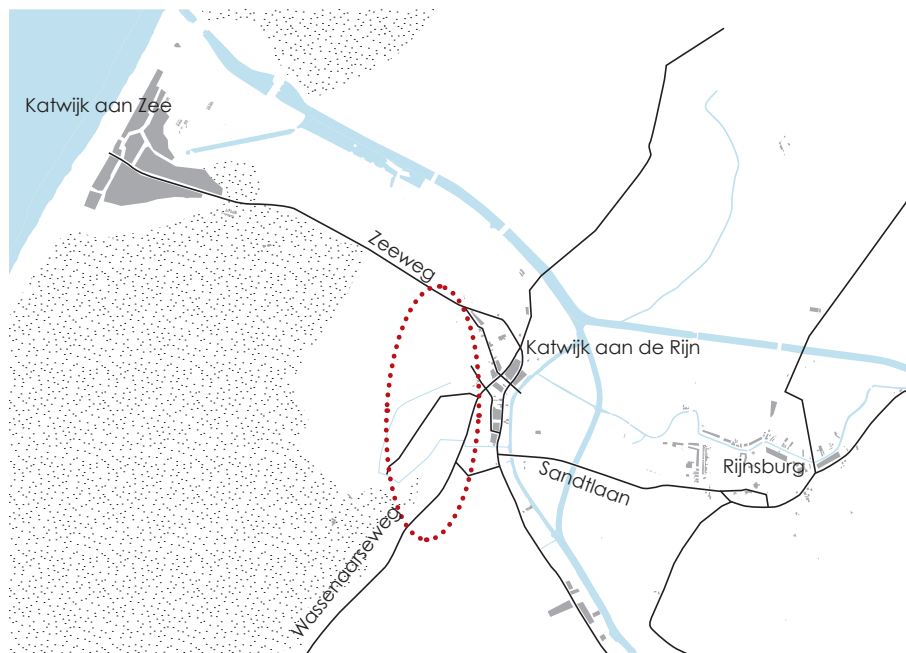 Katwijk aan Zee
Zeeweg
Katwijk aan de Rijn
Rijnsburg
Sandtlaan
Wassenaarseweg